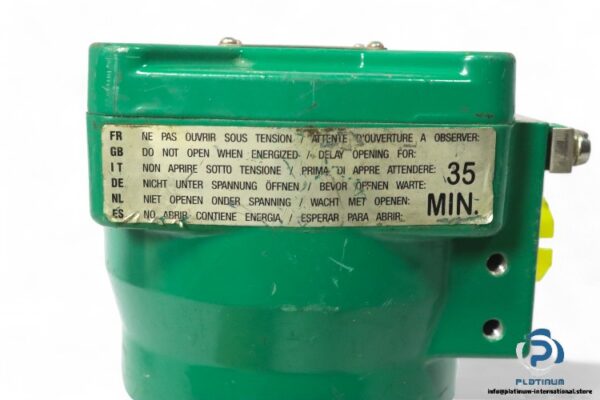 FR NE PAS OUVRIR SOUS TENSION / ATTENTE D'OUVERTURE A OBSERVER:
GB DO NOT OPEN WHEN ENERGIZED / DELAY OPENING FOR:
IT NON APRIRE SOTTO TENSIONE / PRIMA DI APPRE ATTENDERE:
DE NICHT UNTER SPANNUNG ÖFFNEN / BEVOR ÖFFNEN WARTE:
NL NIET OPENEN ONDER SPANNING / WACHT MET OPENEN:
ES NO ABRIR CONTIENE ENERGIA / ESPERAR PARA ABRIR:
35
MIN.
PLATINUM
info@platinum-international.store